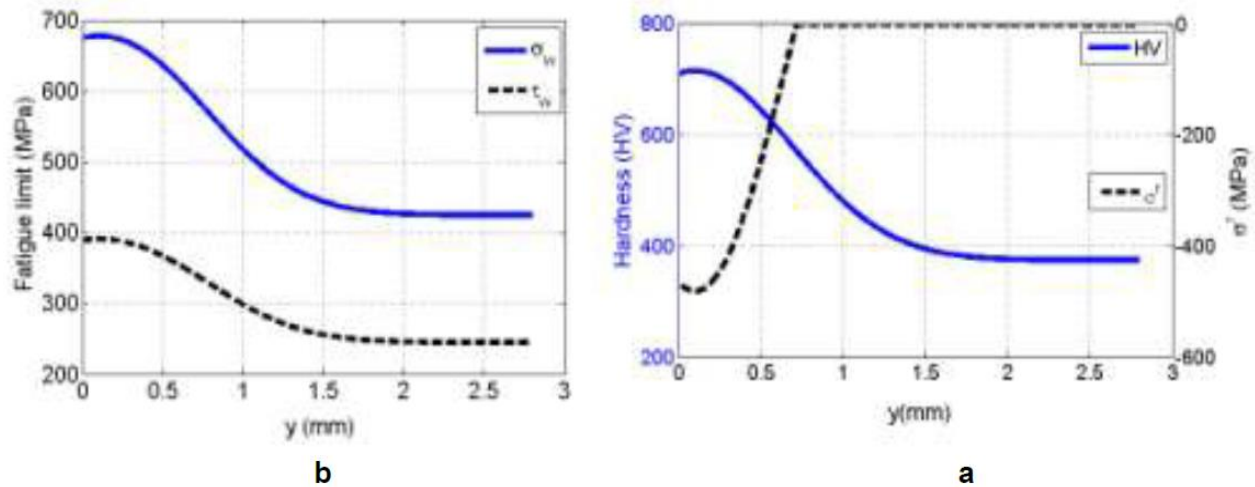 700
600
500
400
300
200
0 0.5 1 1.5 2 2.5 3
Fatigue limit (MPa)
y (mm)
σw
τw
b
800
600
400
200
0 0.5 1 1.5 2 2.5 3
Hardness (HV)
y(mm)
HV
σr
0
-200
-400
-600
σr (MPa)
a